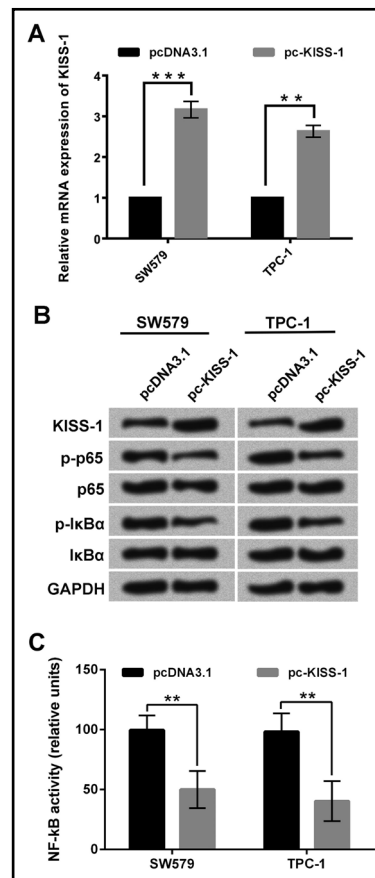 A
pcDNA3.1 pc-KISS-1
Relative mRNA expression of KISS-1
4
3
2
1
0
*** **
SW579 TPC-1
B
SW579 TPC-1
pcDNA3.1 pc-KISS-1 pcDNA3.1 pc-KISS-1
KISS-1
p-p65
p65
p-IκBα
IκBα
GAPDH
C
pcDNA3.1 pc-KISS-1
NF-kB activity (relative units)
150
100
50
0
** **
SW579 TPC-1